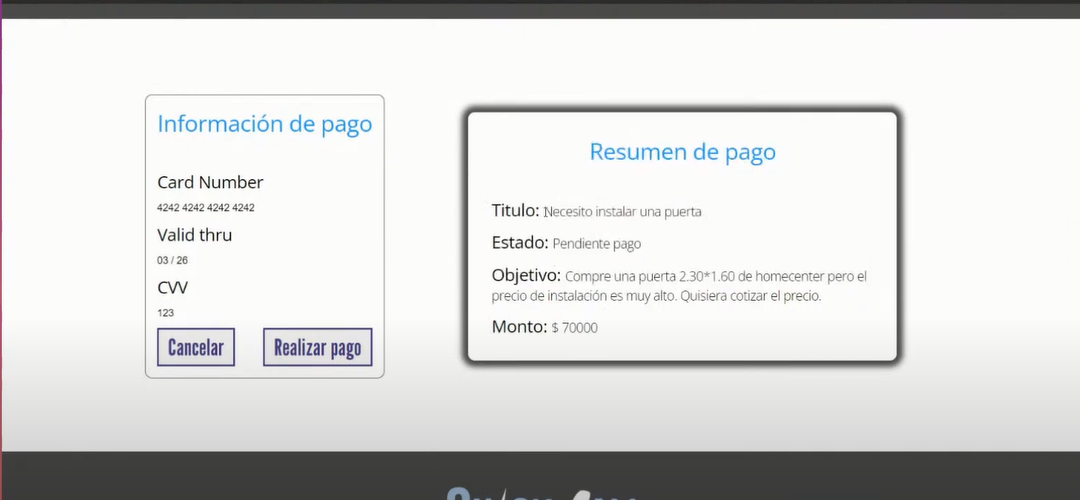 Información de pago
Card Number
4242 4242 4242 4242
Valid thru
03 / 26
CVV
123
Cancelar
Realizar pago
Resumen de pago
Titulo: Necesito instalar una puerta
Estado: Pendiente pago
Objetivo: Compre una puerta 2.30*1.60 de homecenter pero el
precio de instalación es muy alto. Quisiera cotizar el precio.
Monto: $ 70000